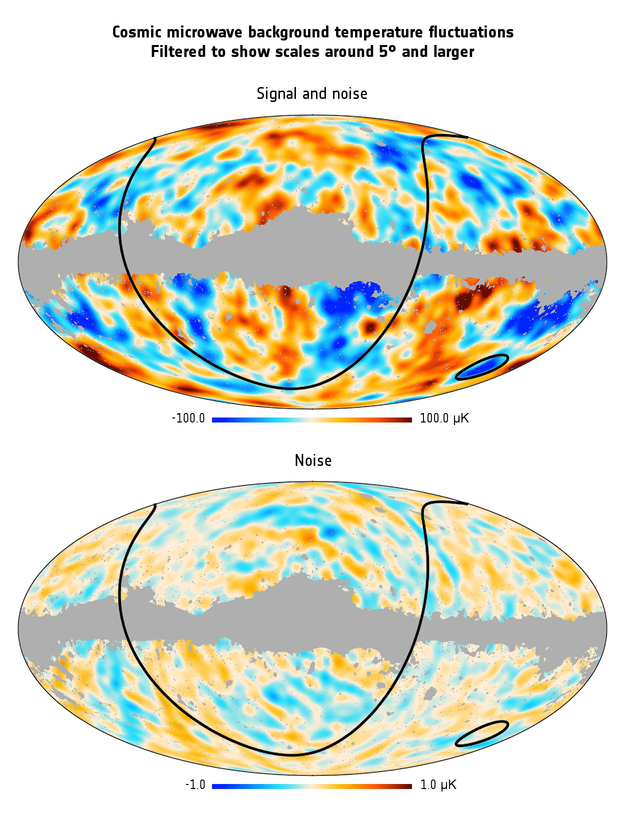 Cosmic microwave background temperature fluctuations
Filtered to show scales around 5° and larger
Signal and noise
-100.0 100.0 µK
Noise
-1.0 1.0 µK